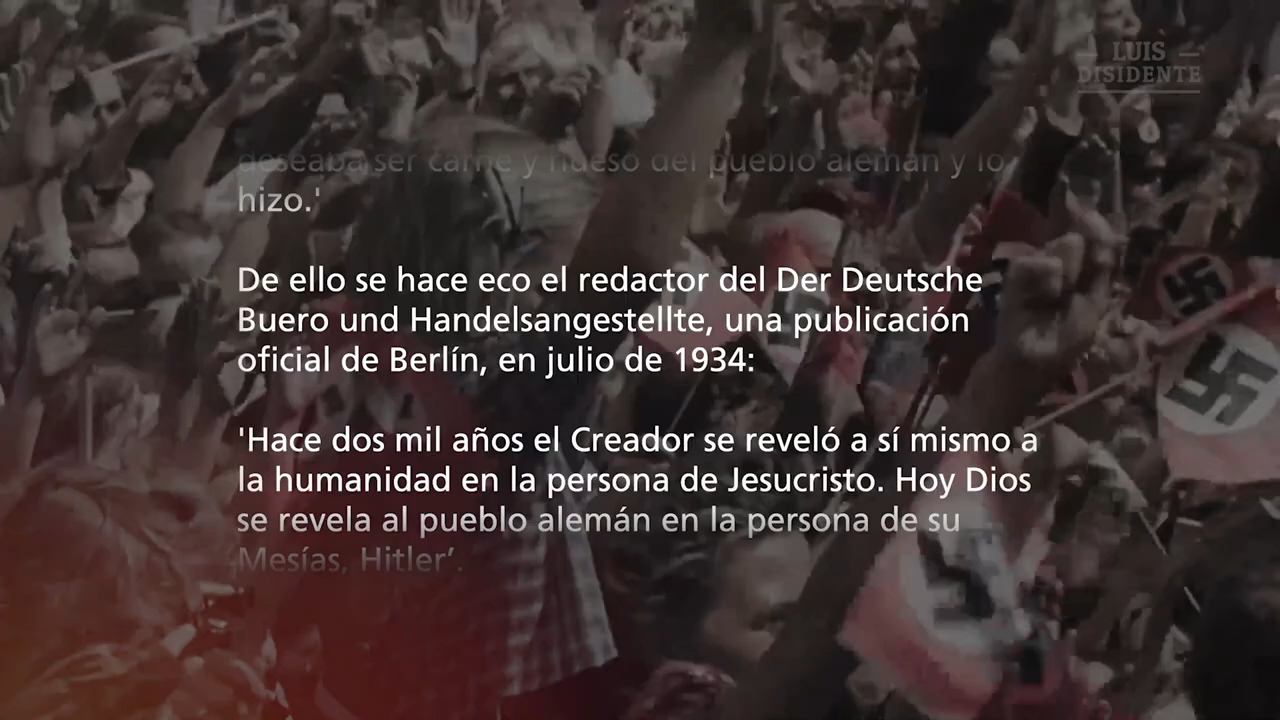 LUIS
DISIDENTE
deseaba ser carne y hueso del pueblo alemán y lo
hizo.'
De ello se hace eco el redactor del Der Deutsche
Buero und Handelsangestellte, una publicación
oficial de Berlín, en julio de 1934:
'Hace dos mil años el Creador se reveló a sí mismo a
la humanidad en la persona de Jesucristo. Hoy Dios
se revela al pueblo alemán en la persona de su
Mesías, Hitler’.